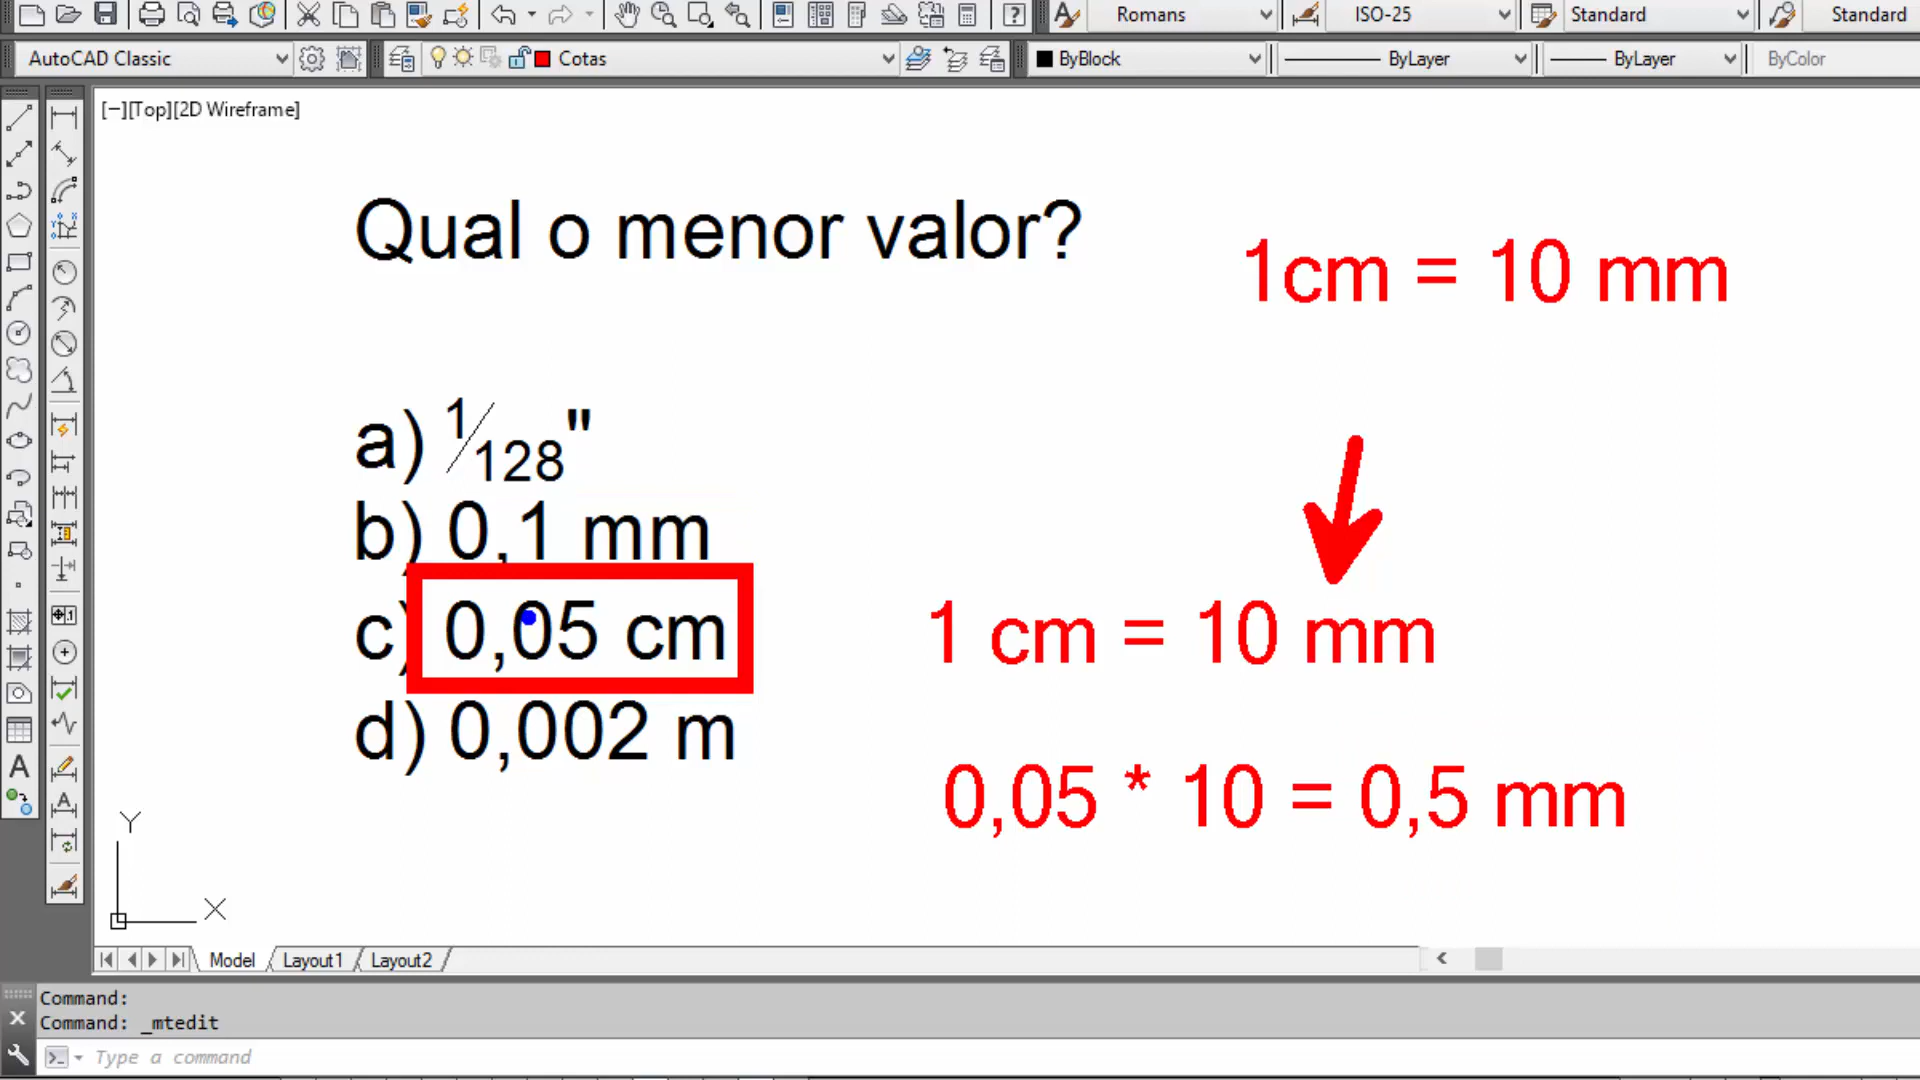 Romans
ISO-25
Standard
Standard
AutoCAD Classic
Cotas
ByBlock
ByLayer
ByLayer
ByColor
[−][Top][2D Wireframe]
Qual o menor valor?
1cm = 10 mm
a) 1/128"
b) 0,1 mm
c) 0,05 cm
1 cm = 10 mm
d) 0,002 m
0,05 * 10 = 0,5 mm
Y
X
Model
Layout1
Layout2
Command:
Command: _mtedit
Type a command